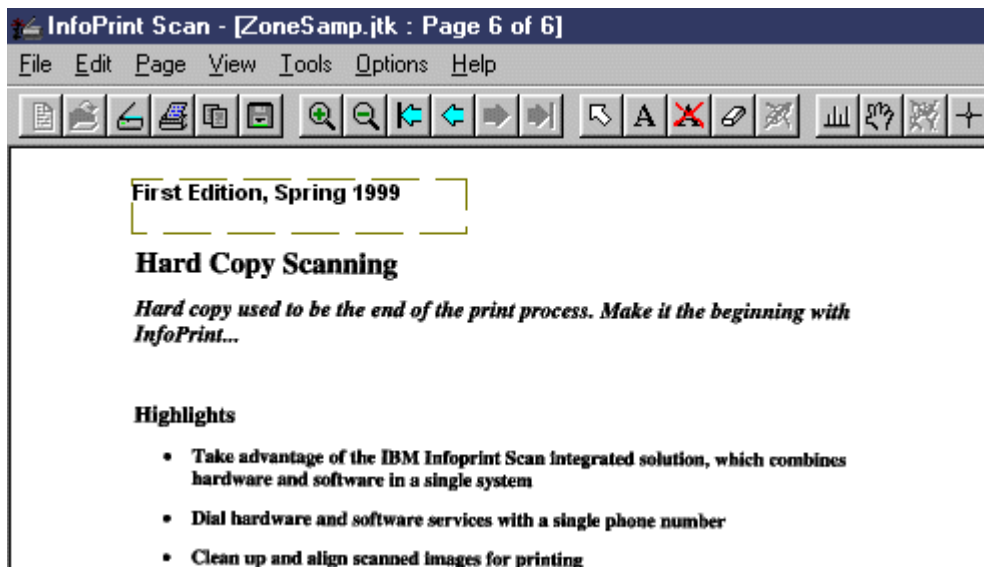 InfoPrint Scan - [ZoneSamp.jtk : Page 6 of 6]
File Edit Page View Tools Options Help
A A
First Edition, Spring 1999
Hard Copy Scanning
Hard copy used to be the end of the print process. Make it the beginning with
InfoPrint...
Highlights
• Take advantage of the IBM Infoprint Scan integrated solution, which combines
hardware and software in a single system
• Dial hardware and software services with a single phone number
• Clean up and align scanned images for printing